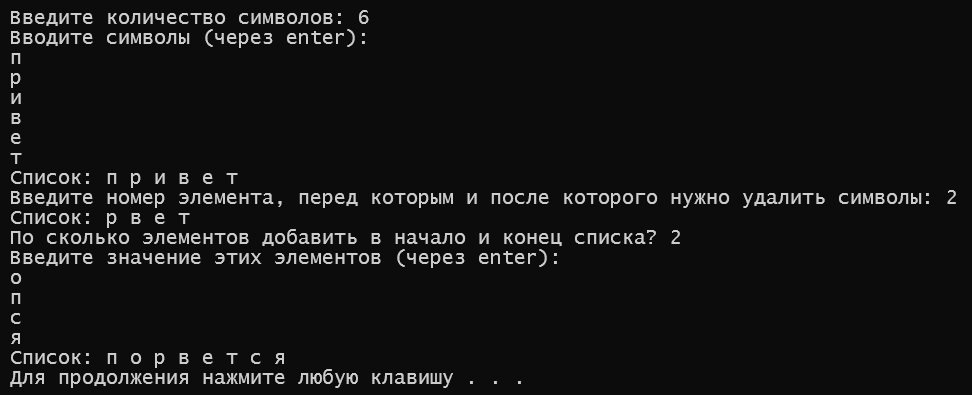 Введите количество символов: 6
Вводите символы (через enter):
п
р
и
в
е
т
Список: п р и в е т
Введите номер элемента, перед которым и после которого нужно удалить символы: 2
Список: р в е т
По сколько элементов добавить в начало и конец списка? 2
Введите значение этих элементов (через enter):
о
п
с
я
Список: п о р в е т с я
Для продолжения нажмите любую клавишу . . .